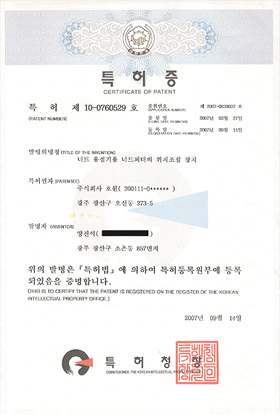 특허증
CERTIFICATE OF PATENT
특 허 제 10-0760529 호
(PATENT NUMBER)
출원번호 제 2007-0030037 호
(APPLICATION NUMBER)
출원일 2007년 03월 27일
(FILING DATE:YY/MM/DD)
등록일 2007년 09월 14일
(REGISTRATION DATE:YY/MM/DD)
발명의명칭 (TITLE OF THE INVENTION)
너트 용접기용 너트피더의 위치조절 장치
특허권자 (PATENTEE)
주식회사 호원( 200111-0****** )
광주 광산구 오선동 273-5
발명자 (INVENTOR)
양진석(
광주 광산구 소촌동 857번지
위의 발명은 「특허법」에 의하여 특허등록원부에 등록
되었음을 증명합니다.
(THIS IS TO CERTIFY THAT THE PATENT IS REGISTERED ON THE REGISTER OF THE KOREAN
INTELLECTUAL PROPERTY OFFICE.)
2007년 09월 14일
특허청장
COMMISSIONER, THE KOREAN INTELLECTUAL PROPERTY OFFICE